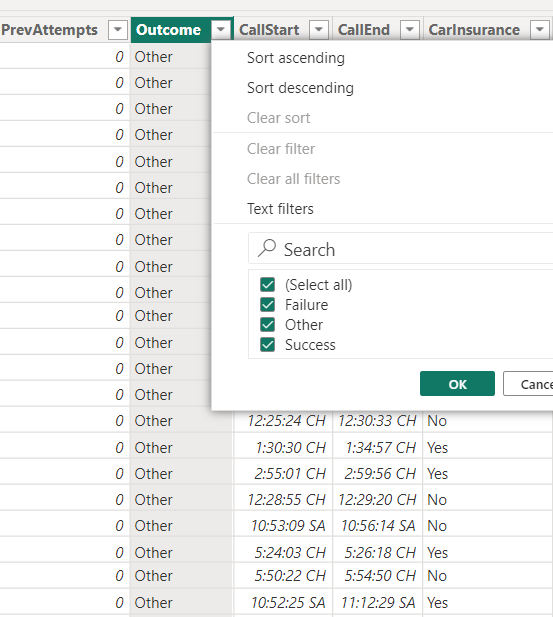 PrevAttempts Outcome CallStart CallEnd CarInsurance
0 Other
Sort ascending
0 Other
0 Other
Sort descending
0 Other
Clear sort
0 Other
Clear filter
0 Other
Clear all filters
0 Other
Text filters
0 Other
0 Other
Search
0 Other
(Select all)
Failure
0 Other
Other
0 Other
Success
0 Other
0 Other
OK Cance
0 Other
0 Other 12:25:24 CH 12:30:33 CH No
0 Other 1:30:30 CH 1:34:57 CH Yes
0 Other 2:55:01 CH 2:59:56 CH Yes
0 Other 12:28:55 CH 12:29:20 CH No
0 Other 10:53:09 SA 10:56:14 SA No
0 Other 5:24:03 CH 5:26:18 CH Yes
0 Other 5:50:22 CH 5:54:50 CH No
0 Other 10:52:25 SA 11:12:29 SA Yes